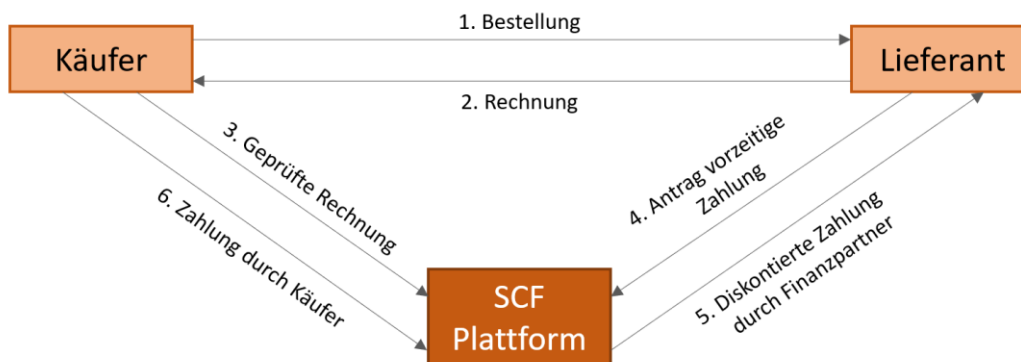 1. Bestellung
Käufer
Lieferant
2. Rechnung
3. Geprüfte Rechnung
4. Antrag vorzeitige
Zahlung
6. Zahlung durch Käufer
5. Diskontierte Zahlung
durch Finanzpartner
SCF
Plattform